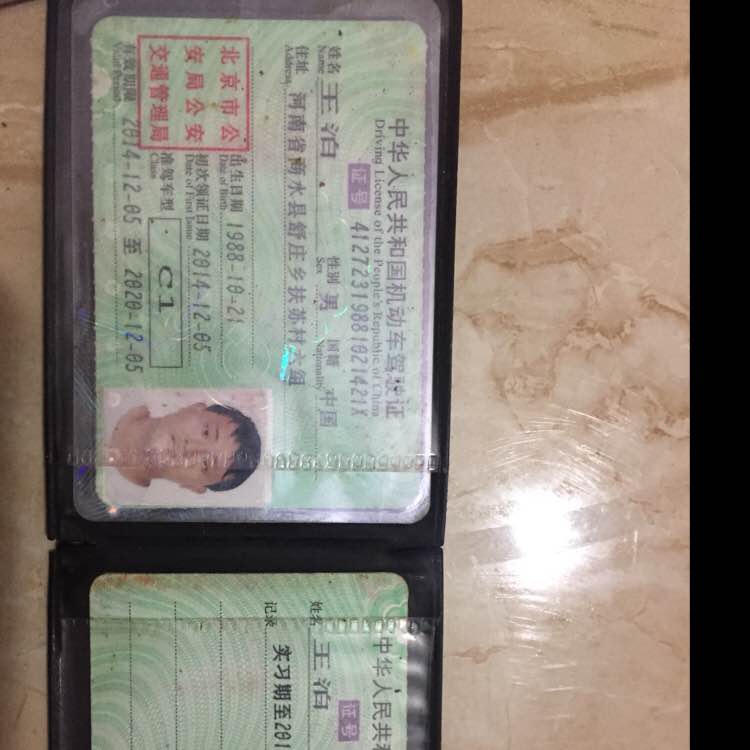 中华人民共和国机动车驾驶证
Driving License of the People's Republic of China
证号 41272319881021421X
姓名 王泊 性别 男 国籍 中国
Name Sex Nationality
住址 河南省商水县舒庄乡扶苏村六组
Address
北京市公
安局公安
交通管理局
出生日期 1988-10-21
Date of Birth
初次领证日期 2014-12-05
Date of First Issue
准驾车型 C1
Class
有效期限 2014-12-05 至 2020-12-05
Valid Period
中华人民共和
证号
姓名 王泊
记录 实习期至201